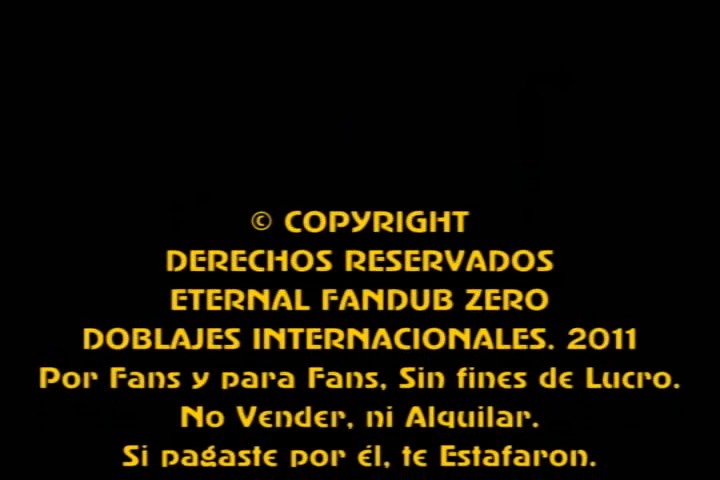 © COPYRIGHT
DERECHOS RESERVADOS
ETERNAL FANDUB ZERO
DOBLAJES INTERNACIONALES. 2011
Por Fans y para Fans, Sin fines de Lucro.
No Vender, ni Alquilar.
Si pagaste por él, te Estafaron.